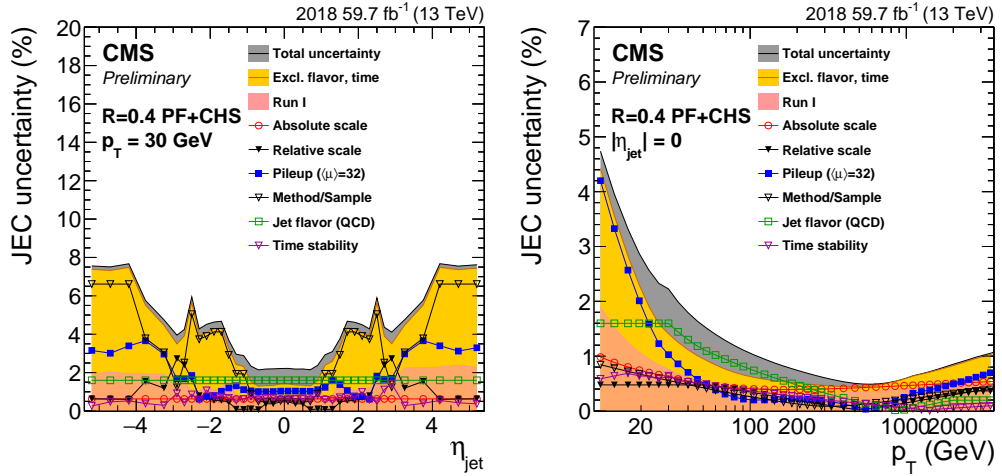 2018 59.7 fb⁻¹ (13 TeV)
JEC uncertainty (%)
20
18
16
14
12
10
8
6
4
2
0
CMS
Preliminary
R=0.4 PF+CHS
p_T = 30 GeV
Total uncertainty
Excl. flavor, time
Run I
Absolute scale
Relative scale
Pileup (⟨μ⟩=32)
Method/Sample
Jet flavor (QCD)
Time stability
−4 −2 0 2 4
η_jet
2018 59.7 fb⁻¹ (13 TeV)
JEC uncertainty (%)
7
6
5
4
3
2
1
0
CMS
Preliminary
R=0.4 PF+CHS
|η_jet| = 0
Total uncertainty
Excl. flavor, time
Run I
Absolute scale
Relative scale
Pileup (⟨μ⟩=32)
Method/Sample
Jet flavor (QCD)
Time stability
20 100 200 1000 2000
p_T (GeV)